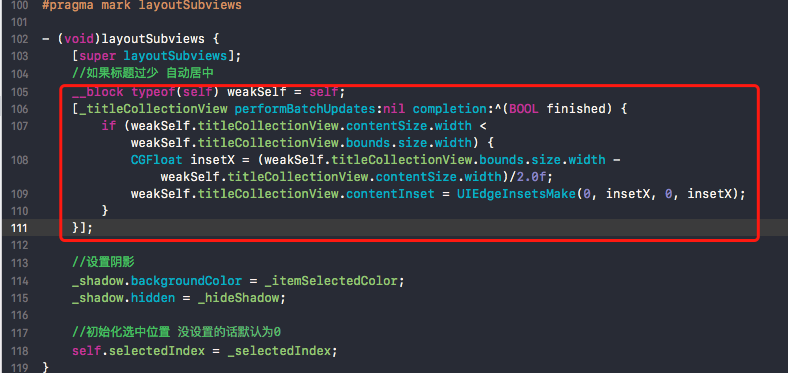 100 #pragma mark layoutSubviews
101
102 - (void)layoutSubviews {
103 [super layoutSubviews];
104 //如果标题过少 自动居中
105 __block typeof(self) weakSelf = self;
106 [_titleCollectionView performBatchUpdates:nil completion:^(BOOL finished) {
107 if (weakSelf.titleCollectionView.contentSize.width <
weakSelf.titleCollectionView.bounds.size.width) {
108 CGFloat insetX = (weakSelf.titleCollectionView.bounds.size.width -
weakSelf.titleCollectionView.contentSize.width)/2.0f;
109 weakSelf.titleCollectionView.contentInset = UIEdgeInsetsMake(0, insetX, 0, insetX);
110 }
111 }];
112
113 //设置阴影
114 _shadow.backgroundColor = _itemSelectedColor;
115 _shadow.hidden = _hideShadow;
116
117 //初始化选中位置 没设置的话默认为0
118 self.selectedIndex = _selectedIndex;
119 }